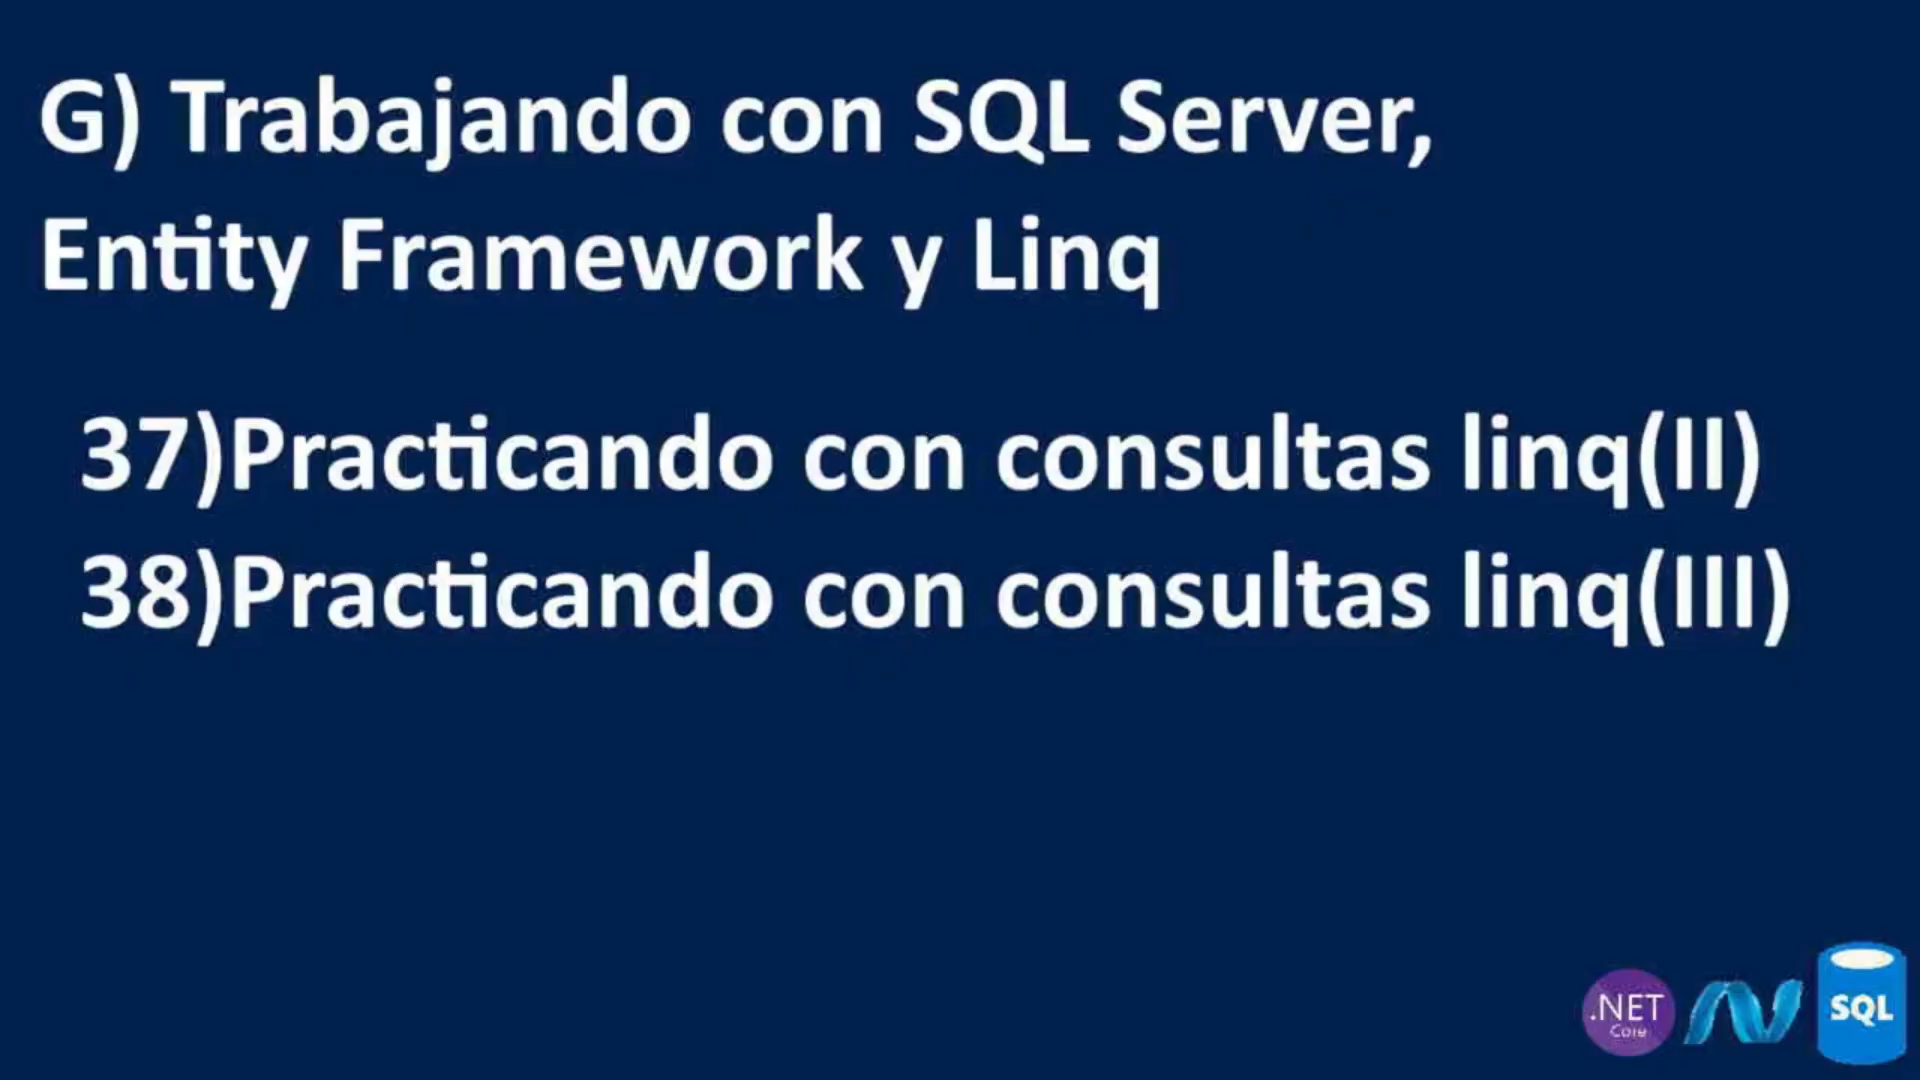 G) Trabajando con SQL Server,
Entity Framework y Linq
37)Practicando con consultas linq(II)
38)Practicando con consultas linq(III)
.NET
Core
SQL